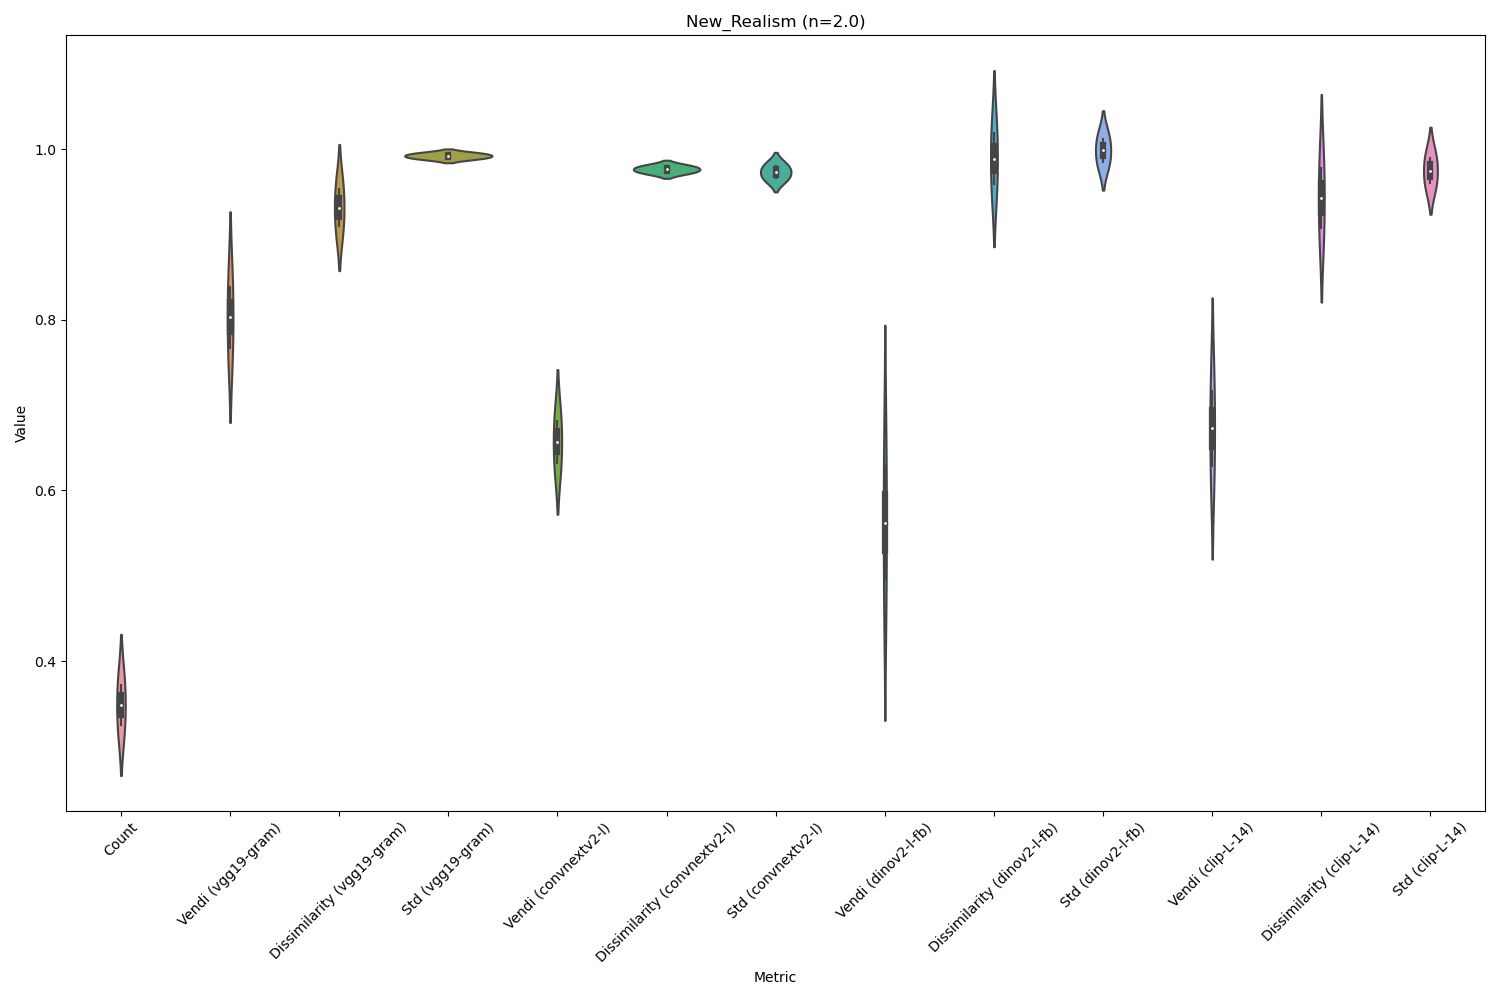 New_Realism (n=2.0)
1.0
0.8
0.6
0.4
Value
Count
Vendi (vgg19-gram)
Dissimilarity (vgg19-gram)
Std (vgg19-gram)
Vendi (convnextv2-l)
Dissimilarity (convnextv2-l)
Std (convnextv2-l)
Vendi (dinov2-l-fb)
Dissimilarity (dinov2-l-fb)
Std (dinov2-l-fb)
Vendi (clip-L-14)
Dissimilarity (clip-L-14)
Std (clip-L-14)
Metric